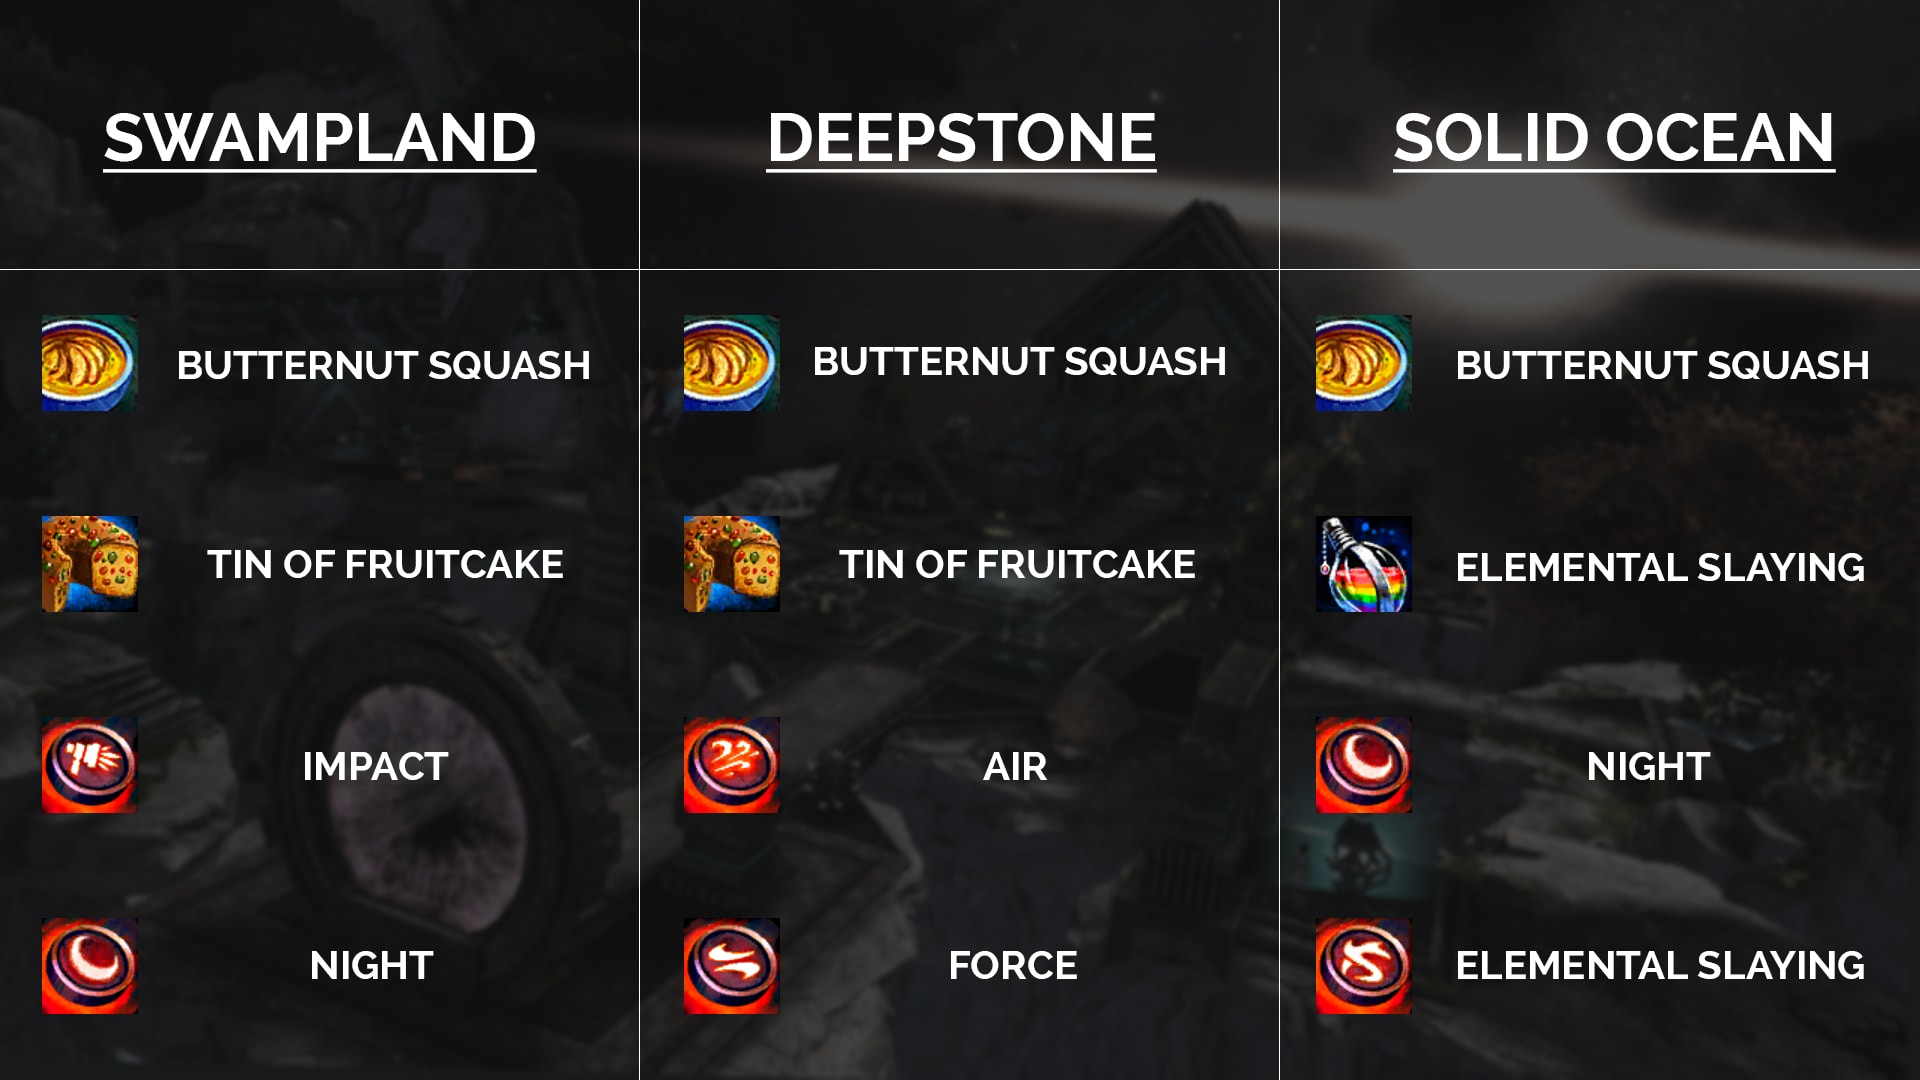 SWAMPLAND
DEEPSTONE
SOLID OCEAN
BUTTERNUT SQUASH
BUTTERNUT SQUASH
BUTTERNUT SQUASH
TIN OF FRUITCAKE
TIN OF FRUITCAKE
ELEMENTAL SLAYING
IMPACT
AIR
NIGHT
NIGHT
FORCE
ELEMENTAL SLAYING